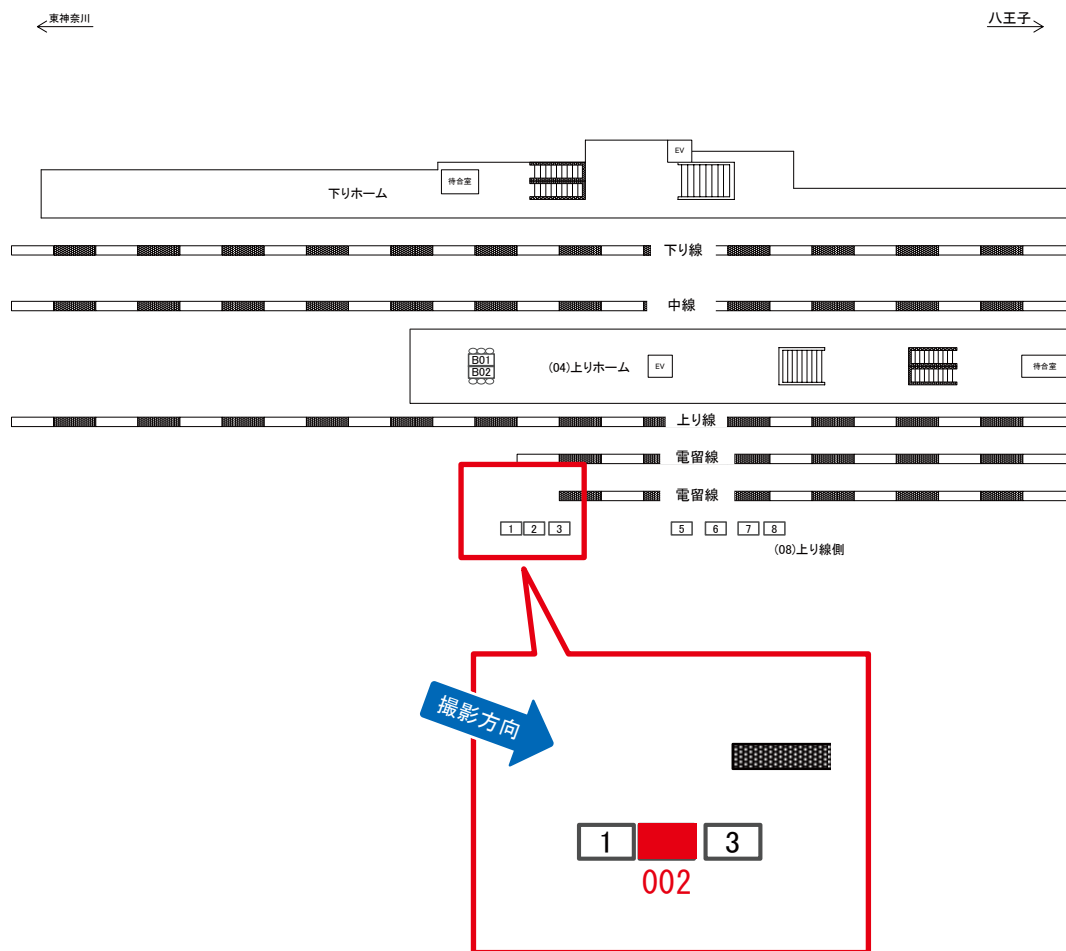 東神奈川
八王子
EV
待合室
下りホーム
下り線
中線
B01
B02
(04)上りホーム
EV
待合室
上り線
電留線
電留線
1 2 3 5 6 7 8
(08)上り線側
撮影方向
1 3
002